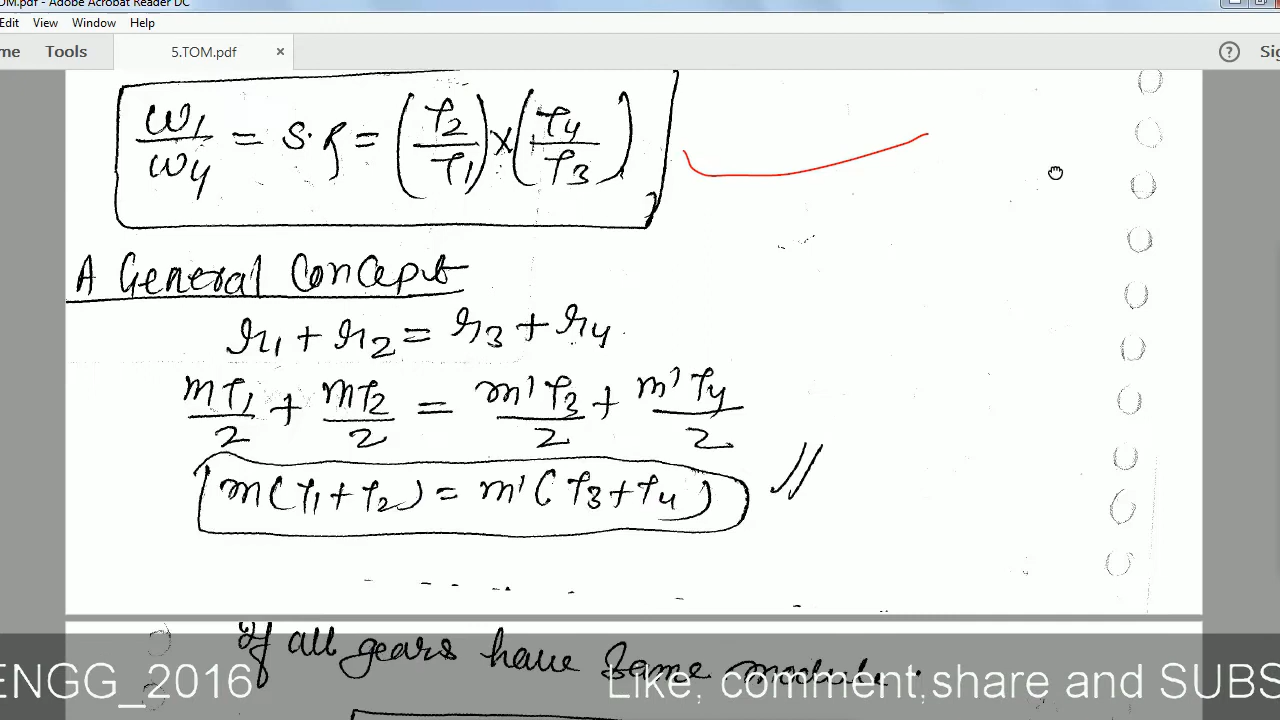 OM.pdf - Adobe Acrobat Reader DC
Edit View Window Help
me Tools 5.TOM.pdf × ? Sig
ω1/ω4 = S.R = (T2/T1) × (T4/T3)
A General Concept
r1 + r2 = r3 + r4
mT1/2 + mT2/2 = m'T3/2 + m'T4/2
m(T1+T2) = m'(T3+T4) //
If all gears have same module.
ENGG_2016 Like, comment,share and SUBS